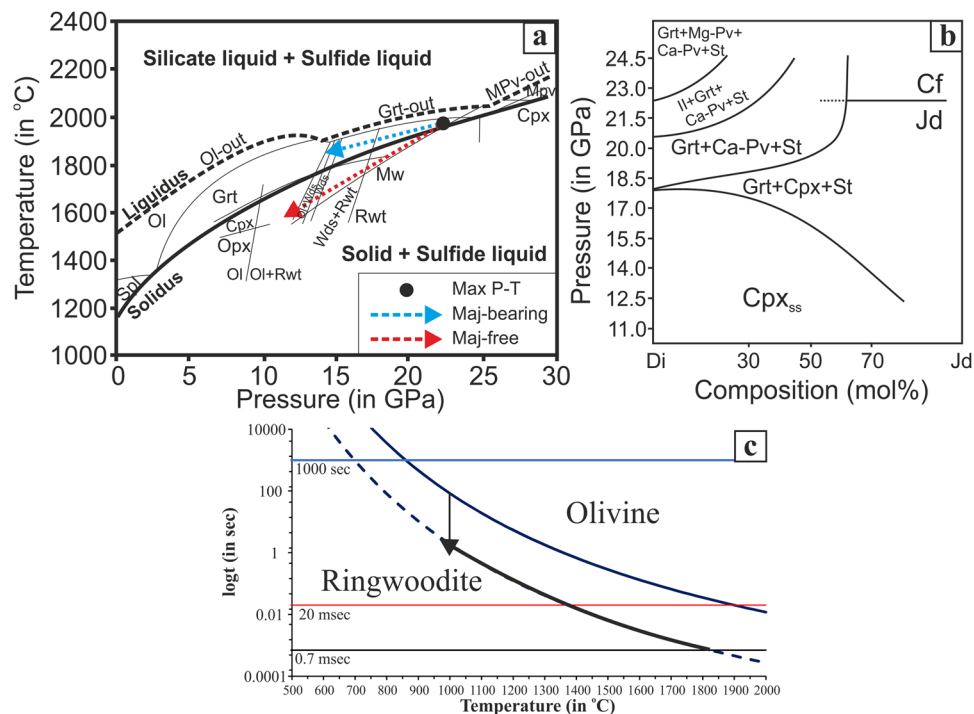 a
Silicate liquid + Sulfide liquid
Temperature (in °C)
2400
2200
2000
1800
1600
1400
1200
1000
Liquidus
Ol-out
Grt-out
MPv-out
Mpv
Cpx
Ol
Grt
Cpx
Opx
Ol
Ol+Rwt
Spl
Solidus
Ol+Wds
Wds
Wds+Rwt
Mw
Rwt
Solid + Sulfide liquid
Max P-T
Maj-bearing
Maj-free
0
5
10
15
20
25
30
Pressure (in GPa)
b
Pressure (in GPa)
24.5
22.5
21.5
20.0
18.9
17.8
14.5
12.5
11.0
Grt+Mg-Pv+
Ca-Pv+St
Il+Grt+
Ca-Pv+St
Grt+Ca-Pv+St
Grt+Cpx+St
Cpxss
Cf
Jd
Di
30
50
70
Jd
Composition (mol%)
c
logt (in sec)
10000
100
1
0.01
0.0001
1000 sec
Olivine
Ringwoodite
20 msec
0.7 msec
500 600 700 800 900 1000 1100 1200 1300 1400 1500 1600 1700 1800 1900 2000
Temperature (in °C)